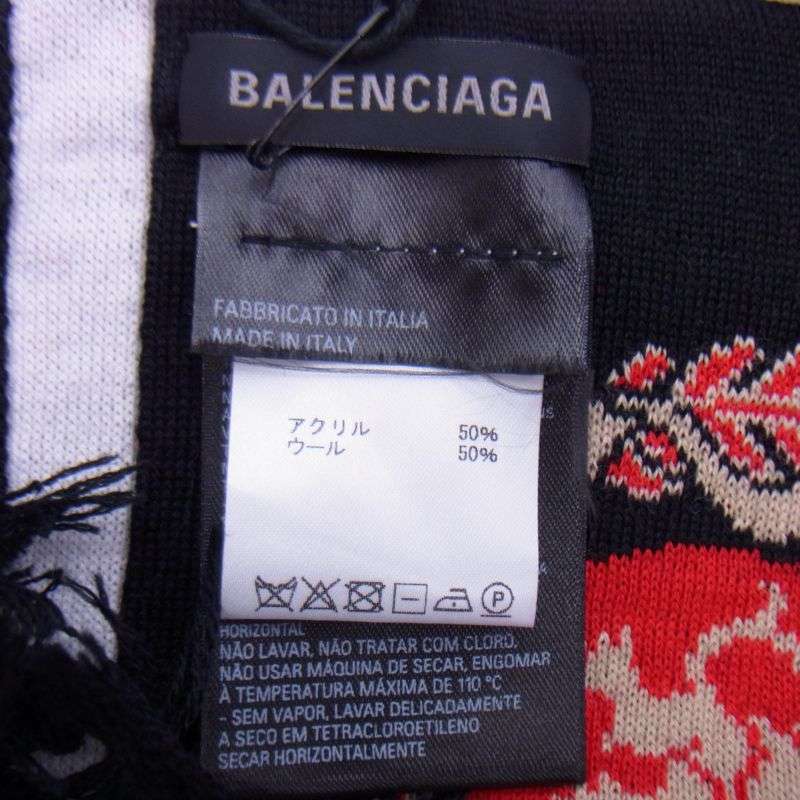 BALENCIAGA
FABBRICATO IN ITALIA
MADE IN ITALY
アクリル 50%
ウール 50%
P
HORIZONTAL
NÃO LAVAR, NÃO TRATAR COM CLORO,
NÃO USAR MÁQUINA DE SECAR, ENGOMAR
À TEMPERATURA MÁXIMA DE 110 °C
- SEM VAPOR, LAVAR DELICADAMENTE
A SECO EM TETRACLOROETILENO
SECAR HORIZONTALMENTE